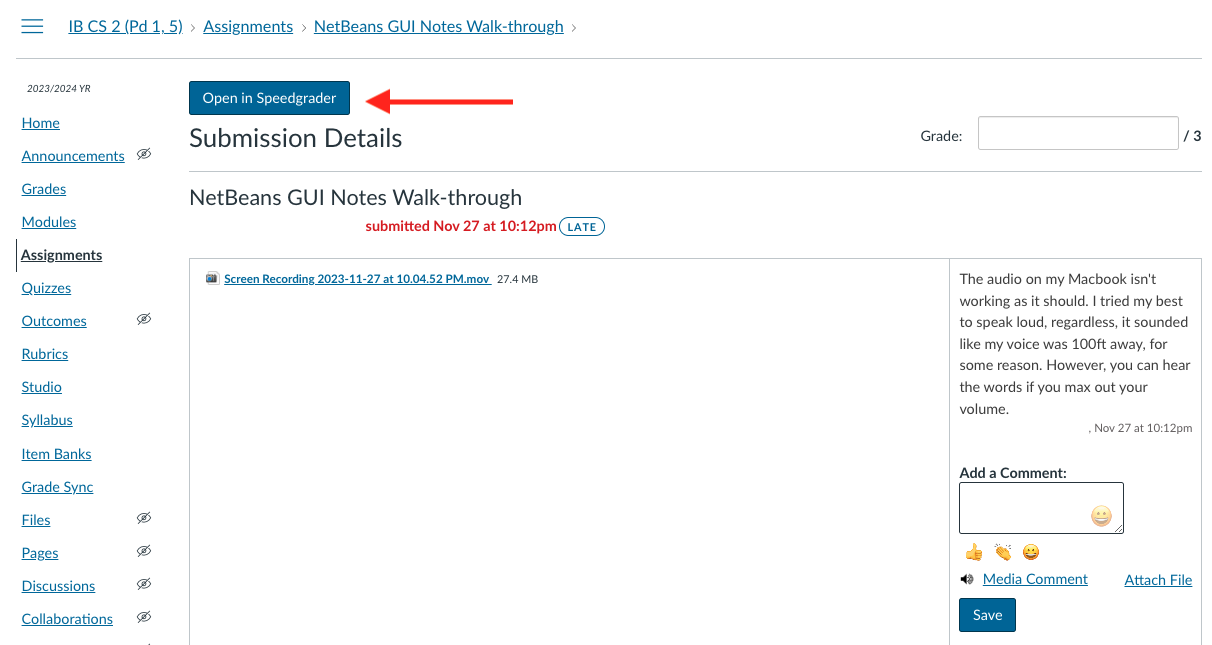 IB CS 2 (Pd 1, 5) › Assignments › NetBeans GUI Notes Walk-through ›
2023/2024 YR
Home
Announcements
Grades
Modules
Assignments
Quizzes
Outcomes
Rubrics
Studio
Syllabus
Item Banks
Grade Sync
Files
Pages
Discussions
Collaborations
Open in Speedgrader
Submission Details
Grade: / 3
NetBeans GUI Notes Walk-through
submitted Nov 27 at 10:12pm LATE
Screen Recording 2023-11-27 at 10.04.52 PM.mov 27.4 MB
The audio on my Macbook isn't
working as it should. I tried my best
to speak loud, regardless, it sounded
like my voice was 100ft away, for
some reason. However, you can hear
the words if you max out your
volume.
, Nov 27 at 10:12pm
Add a Comment:
Media Comment Attach File
Save